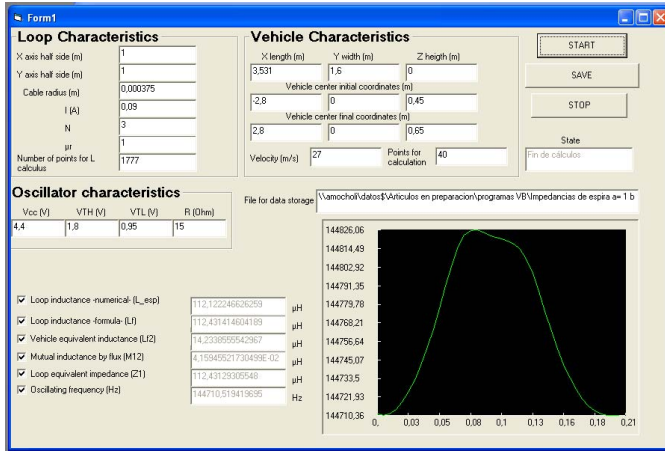 Form1
Loop Characteristics
X axis half side (m) 1
Y axis half side (m) 1
Cable radius (m) 0,000375
I (A) 0,09
N 3
µr 1
Number of points for L calculus 1777
Vehicle Characteristics
X length (m) Y width (m) Z heigth (m)
3,531 1,6 0
Vehicle center initial coordinates (m)
-2,8 0 0,45
Vehicle center final coordinates (m)
2,8 0 0,65
Velocity (m/s) 27 Points for calculation 40
START
SAVE
STOP
State
Fin de cálculos
Oscillator characteristics
Vcc (V) VTH (V) VTL (V) R (Ohm)
4,4 1,8 0,95 15
File for data storage \\amocholi\datos$\Articulos en preparacion\programas VB\Impedancias de espira a= 1 b
Loop inductance -numerical- (L_esp) 112,122246626259 µH
Loop inductance -formula- (Lf) 112,431414604189 µH
Vehicle equivalent inductance (Lf2) 14,2338555542967 µH
Mutual inductance by flux (M12) 4,15945521730499E-02 µH
Loop equivalent impedance (Z1) 112,43129305548 µH
Oscillating frequency (Hz) 144710,519419695 Hz
144826,06
144814,49
144802,92
144791,35
144779,78
144768,21
144756,64
144745,07
144733,5
144721,93
144710,36
0, 0,03 0,05 0,08 0,1 0,13 0,16 0,18 0,21